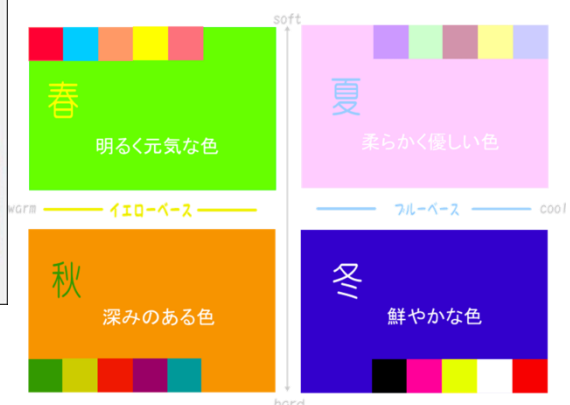 soft
春
明るく元気な色
夏
柔らかく優しい色
warm
イエローベース
ブルーベース
cool
秋
深みのある色
冬
鮮やかな色